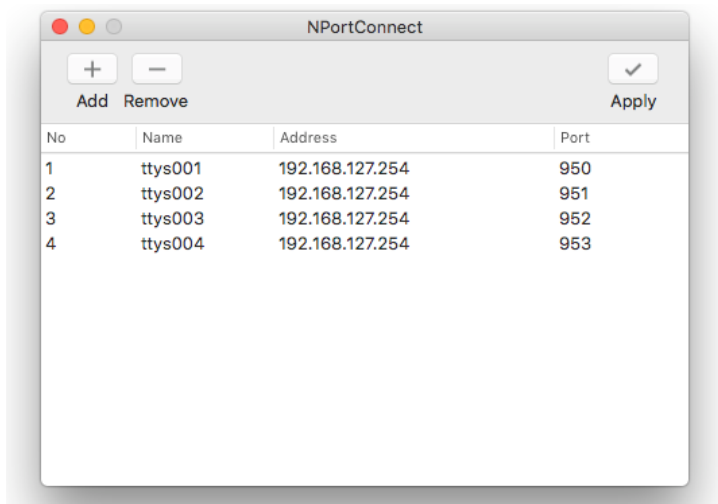 NPortConnect
Add Remove Apply
No Name Address Port
1 ttys001 192.168.127.254 950
2 ttys002 192.168.127.254 951
3 ttys003 192.168.127.254 952
4 ttys004 192.168.127.254 953